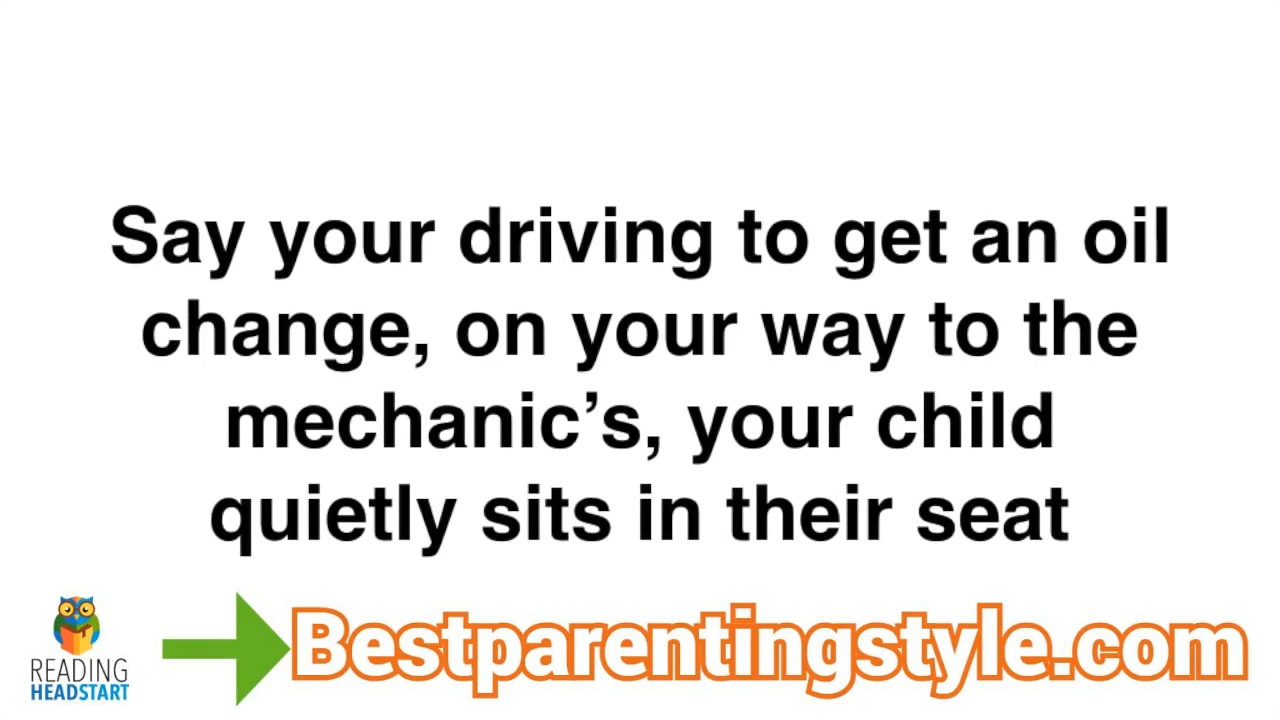 Say your driving to get an oil
change, on your way to the
mechanic’s, your child
quietly sits in their seat
READING
HEADSTART
Bestparentingstyle.com